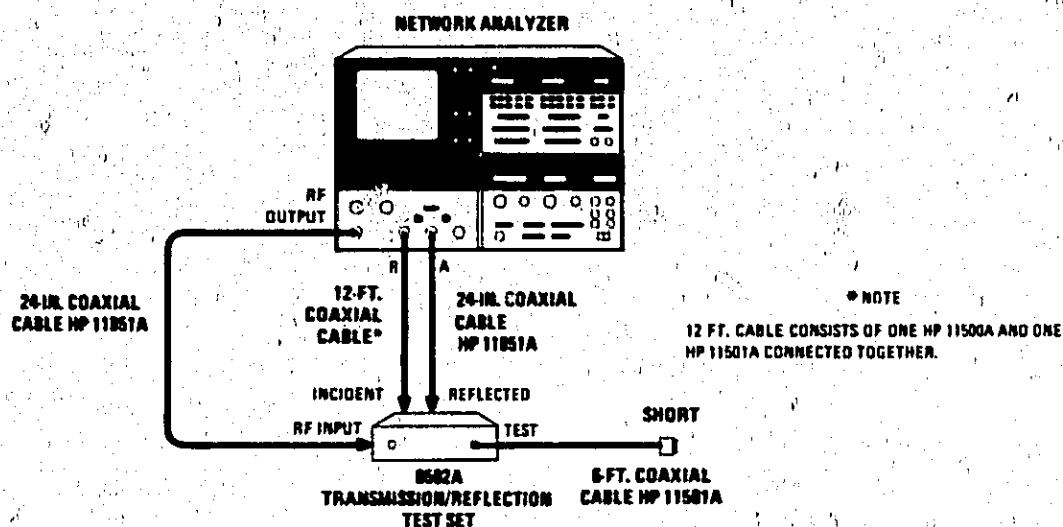 NETWORK ANALYZER
RF
OUTPUT
R
A
24-IN. COAXIAL
CABLE HP 11851A
12-FT.
COAXIAL
CABLE*
24-IN. COAXIAL
CABLE
HP 11851A
* NOTE
12 FT. CABLE CONSISTS OF ONE HP 11500A AND ONE
HP 11501A CONNECTED TOGETHER.
INCIDENT
REFLECTED
RF INPUT
TEST
SHORT
8502A
TRANSMISSION/REFLECTION
TEST SET
6-FT. COAXIAL
CABLE HP 11501A